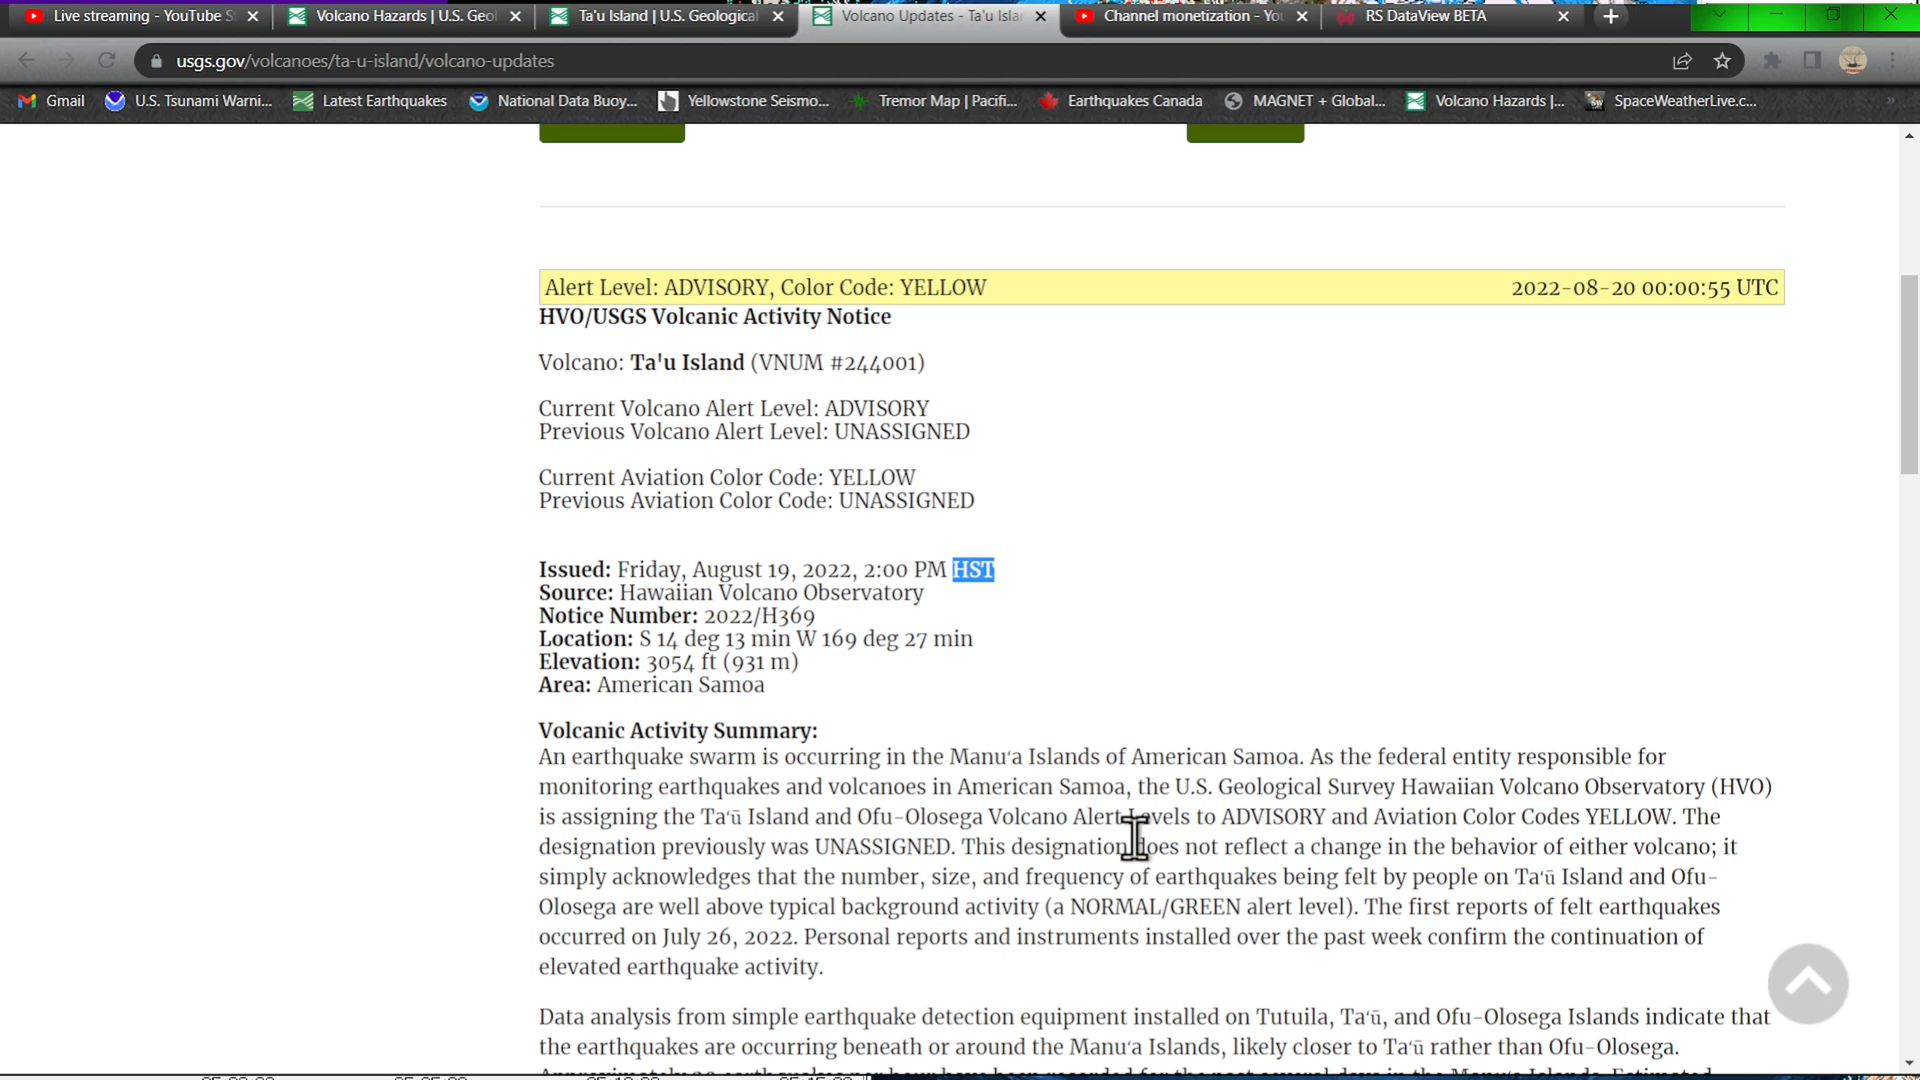 Live streaming - YouTube S
Volcano Hazards | U.S. Geol
Ta'u Island | U.S. Geological
Volcano Updates - Ta'u Islan
Channel monetization - You
RS DataView BETA
usgs.gov/volcanoes/ta-u-island/volcano-updates
Gmail
U.S. Tsunami Warni...
Latest Earthquakes
National Data Buoy...
Yellowstone Seismo...
Tremor Map | Pacifi...
Earthquakes Canada
MAGNET + Global...
Volcano Hazards |...
SpaceWeatherLive.c...
Alert Level: ADVISORY, Color Code: YELLOW 2022-08-20 00:00:55 UTC
HVO/USGS Volcanic Activity Notice
Volcano: Ta'u Island (VNUM #244001)
Current Volcano Alert Level: ADVISORY
Previous Volcano Alert Level: UNASSIGNED
Current Aviation Color Code: YELLOW
Previous Aviation Color Code: UNASSIGNED
Issued: Friday, August 19, 2022, 2:00 PM HST
Source: Hawaiian Volcano Observatory
Notice Number: 2022/H369
Location: S 14 deg 13 min W 169 deg 27 min
Elevation: 3054 ft (931 m)
Area: American Samoa
Volcanic Activity Summary:
An earthquake swarm is occurring in the Manuʻa Islands of American Samoa. As the federal entity responsible for
monitoring earthquakes and volcanoes in American Samoa, the U.S. Geological Survey Hawaiian Volcano Observatory (HVO)
is assigning the Taʻū Island and Ofu-Olosega Volcano Alert Levels to ADVISORY and Aviation Color Codes YELLOW. The
designation previously was UNASSIGNED. This designation does not reflect a change in the behavior of either volcano; it
simply acknowledges that the number, size, and frequency of earthquakes being felt by people on Taʻū Island and Ofu-
Olosega are well above typical background activity (a NORMAL/GREEN alert level). The first reports of felt earthquakes
occurred on July 26, 2022. Personal reports and instruments installed over the past week confirm the continuation of
elevated earthquake activity.
Data analysis from simple earthquake detection equipment installed on Tutuila, Taʻū, and Ofu-Olosega Islands indicate that
the earthquakes are occurring beneath or around the Manuʻa Islands, likely closer to Taʻū rather than Ofu-Olosega.